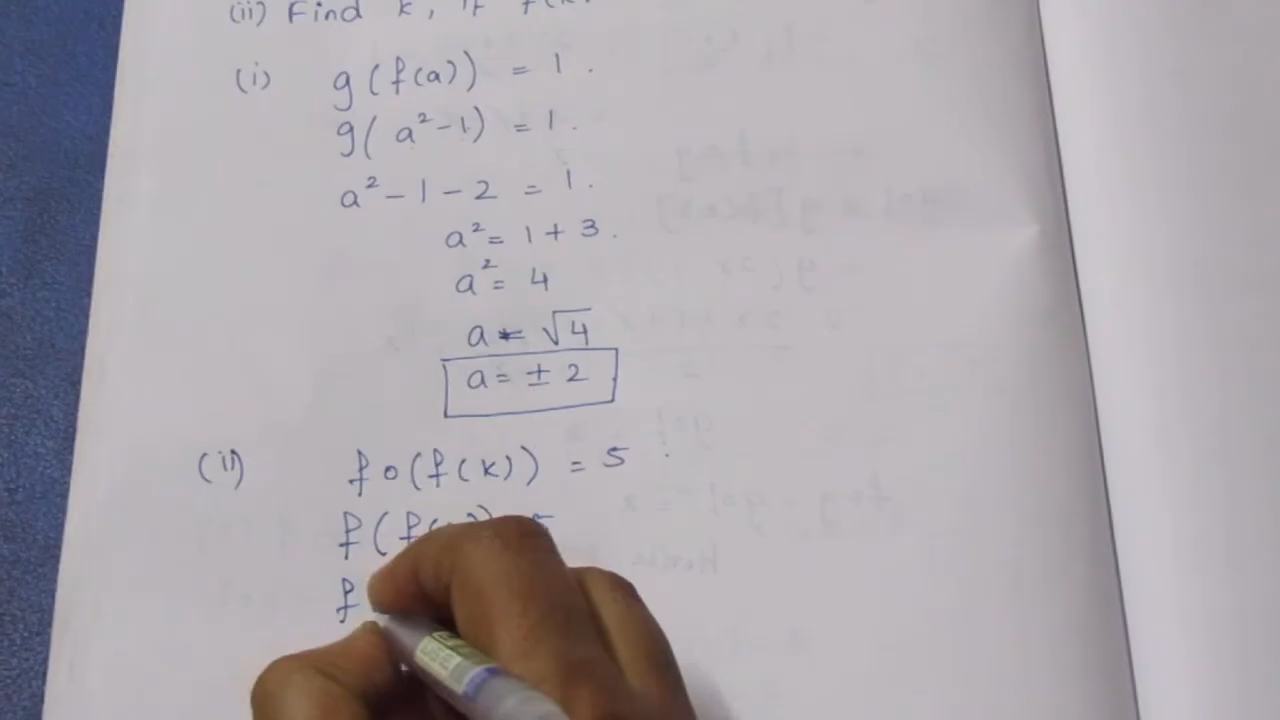 (ii) Find k, if f(k
(i) g(f(a)) = 1.
g(a²-1) = 1.
a²-1-2 = 1.
a² = 1+3.
a² = 4
a = √4
a = ± 2
(ii) fo(f(k)) = 5
f(f(
f